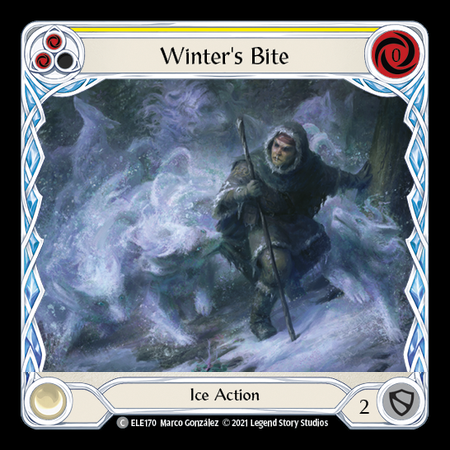 Winter's Bite
0
Ice Action
2
C ELE170 Marco González © 2021 Legend Story Studios